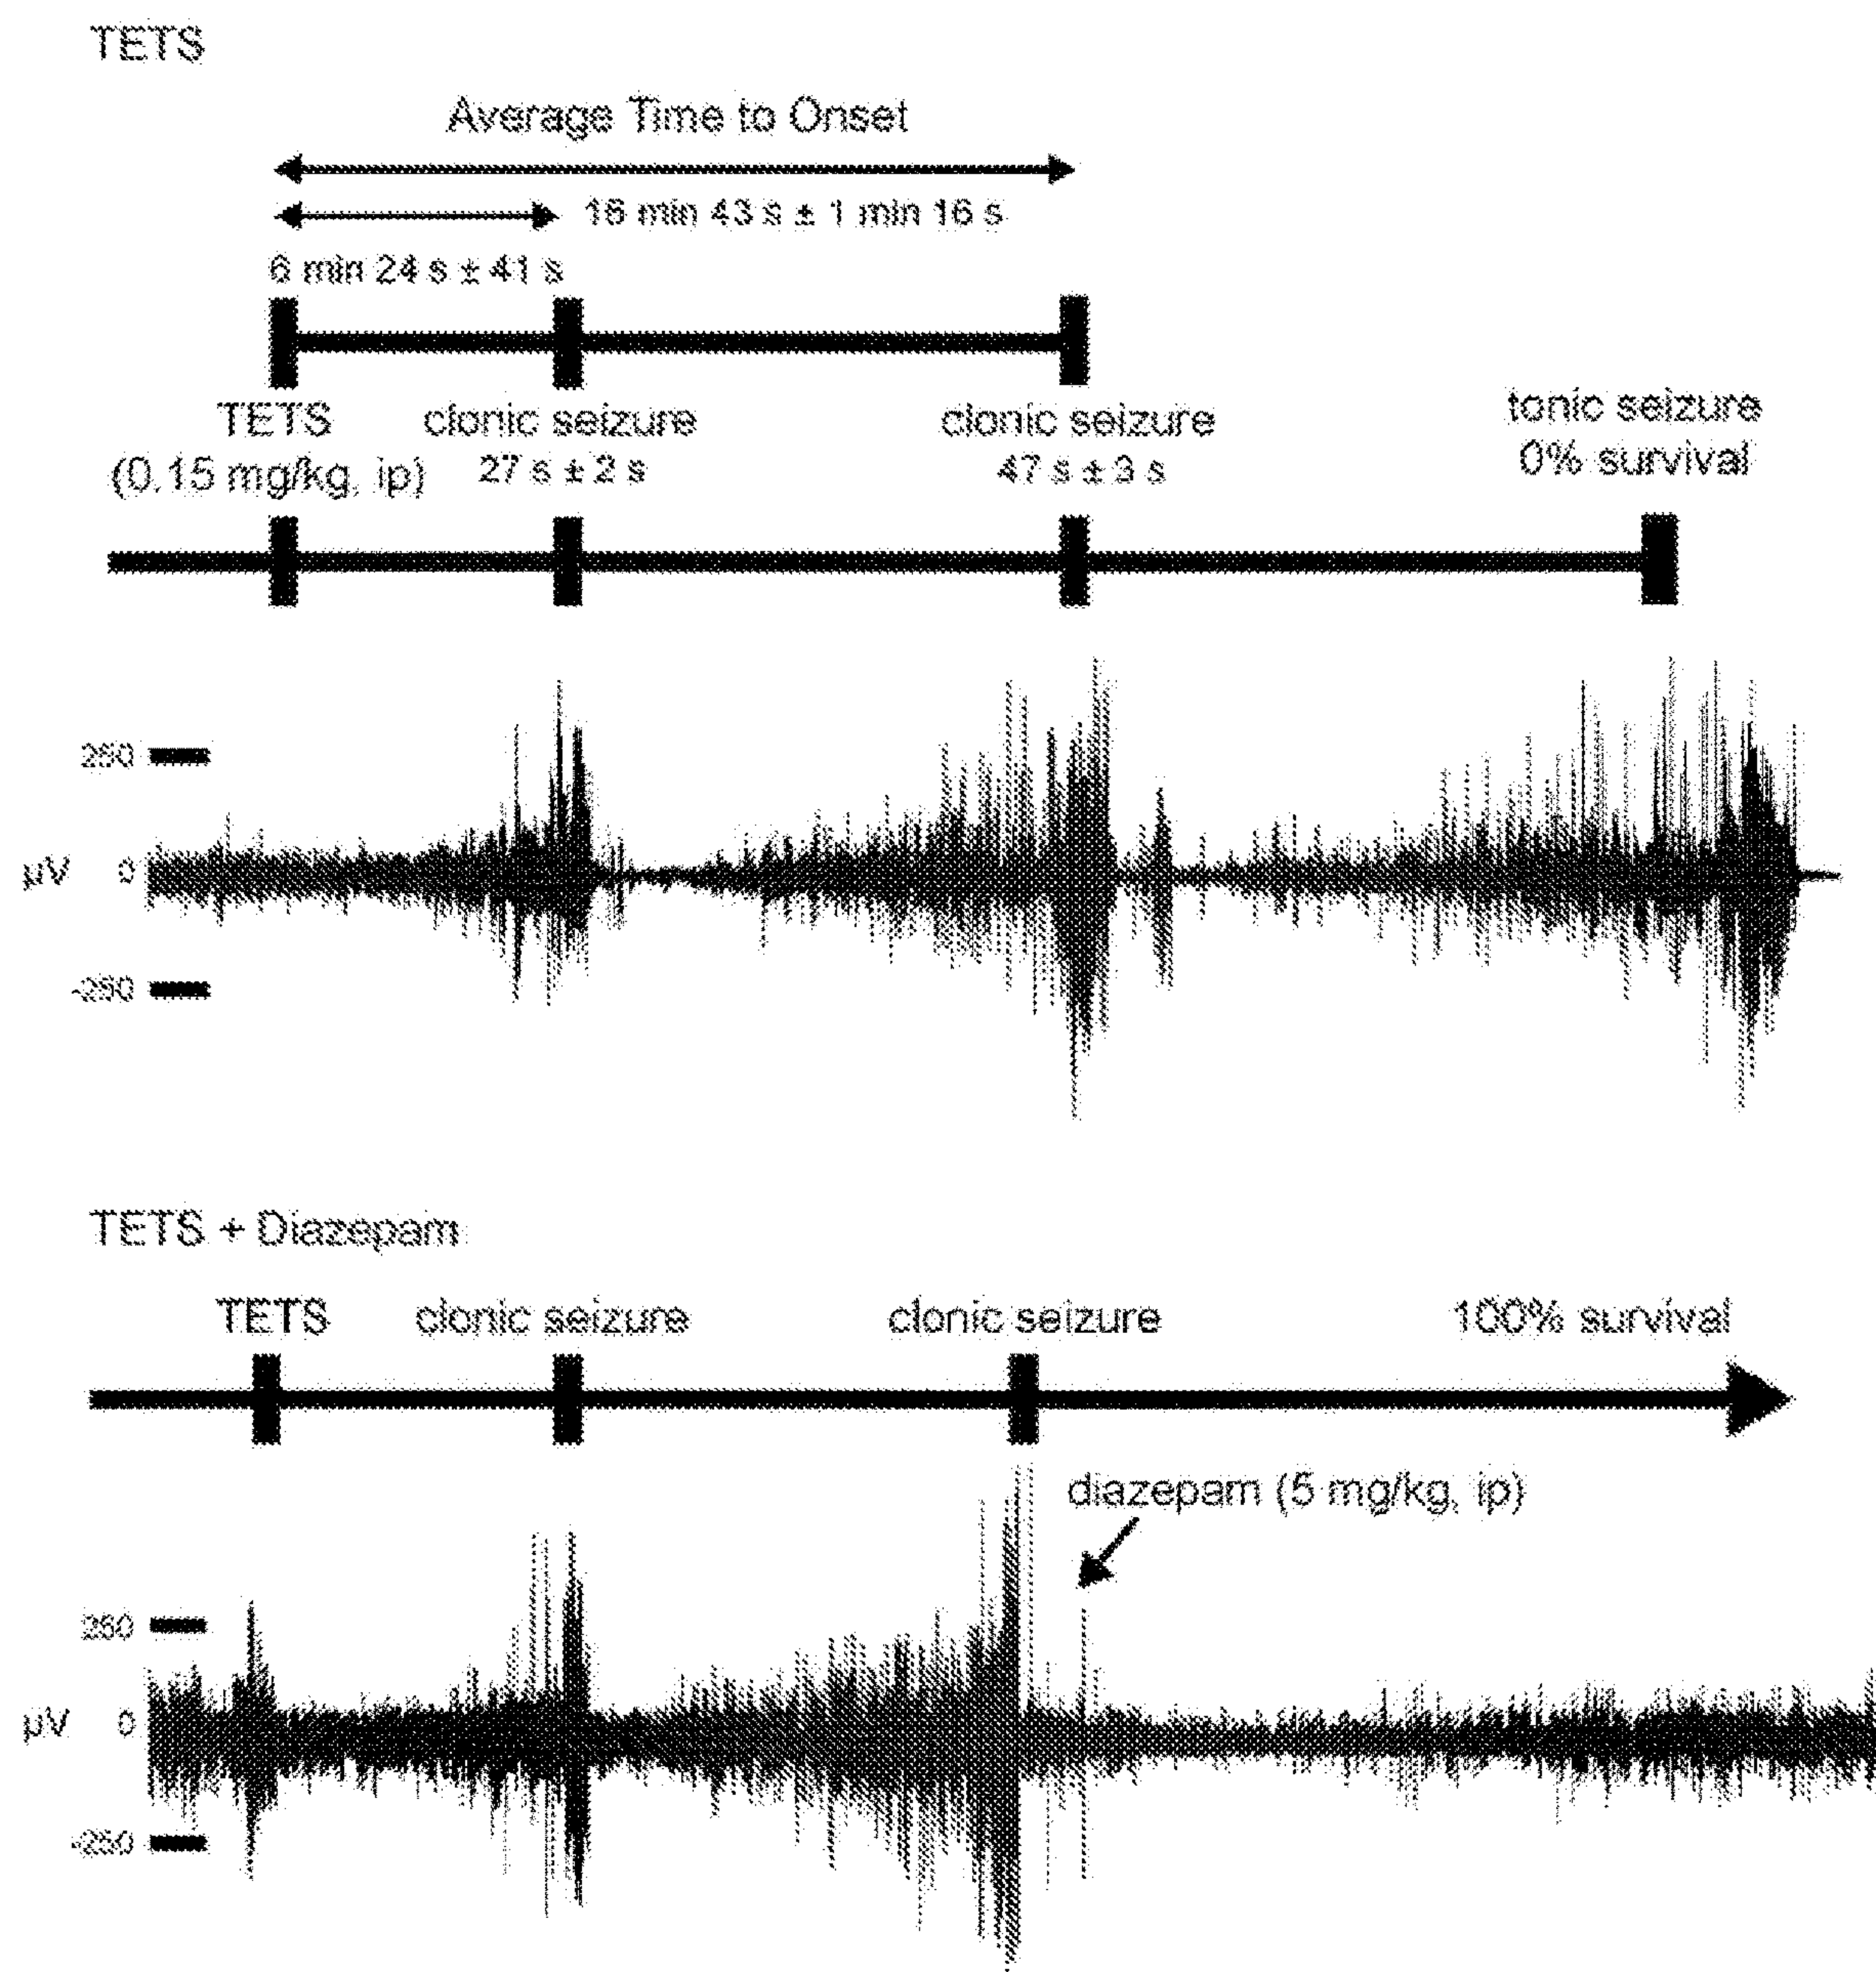 TETS
Average Time to Onset
16 min 43 s ± 1 min 16 s
6 min 24 s ± 41 s
TETS
(0.15 mg/kg, ip)
clonic seizure
27 s ± 2 s
clonic seizure
47 s ± 3 s
tonic seizure
0% survival
250
µV 0
-250
TETS + Diazepam
TETS clonic seizure clonic seizure 100% survival
diazepam (5 mg/kg, ip)
250
µV 0
-250